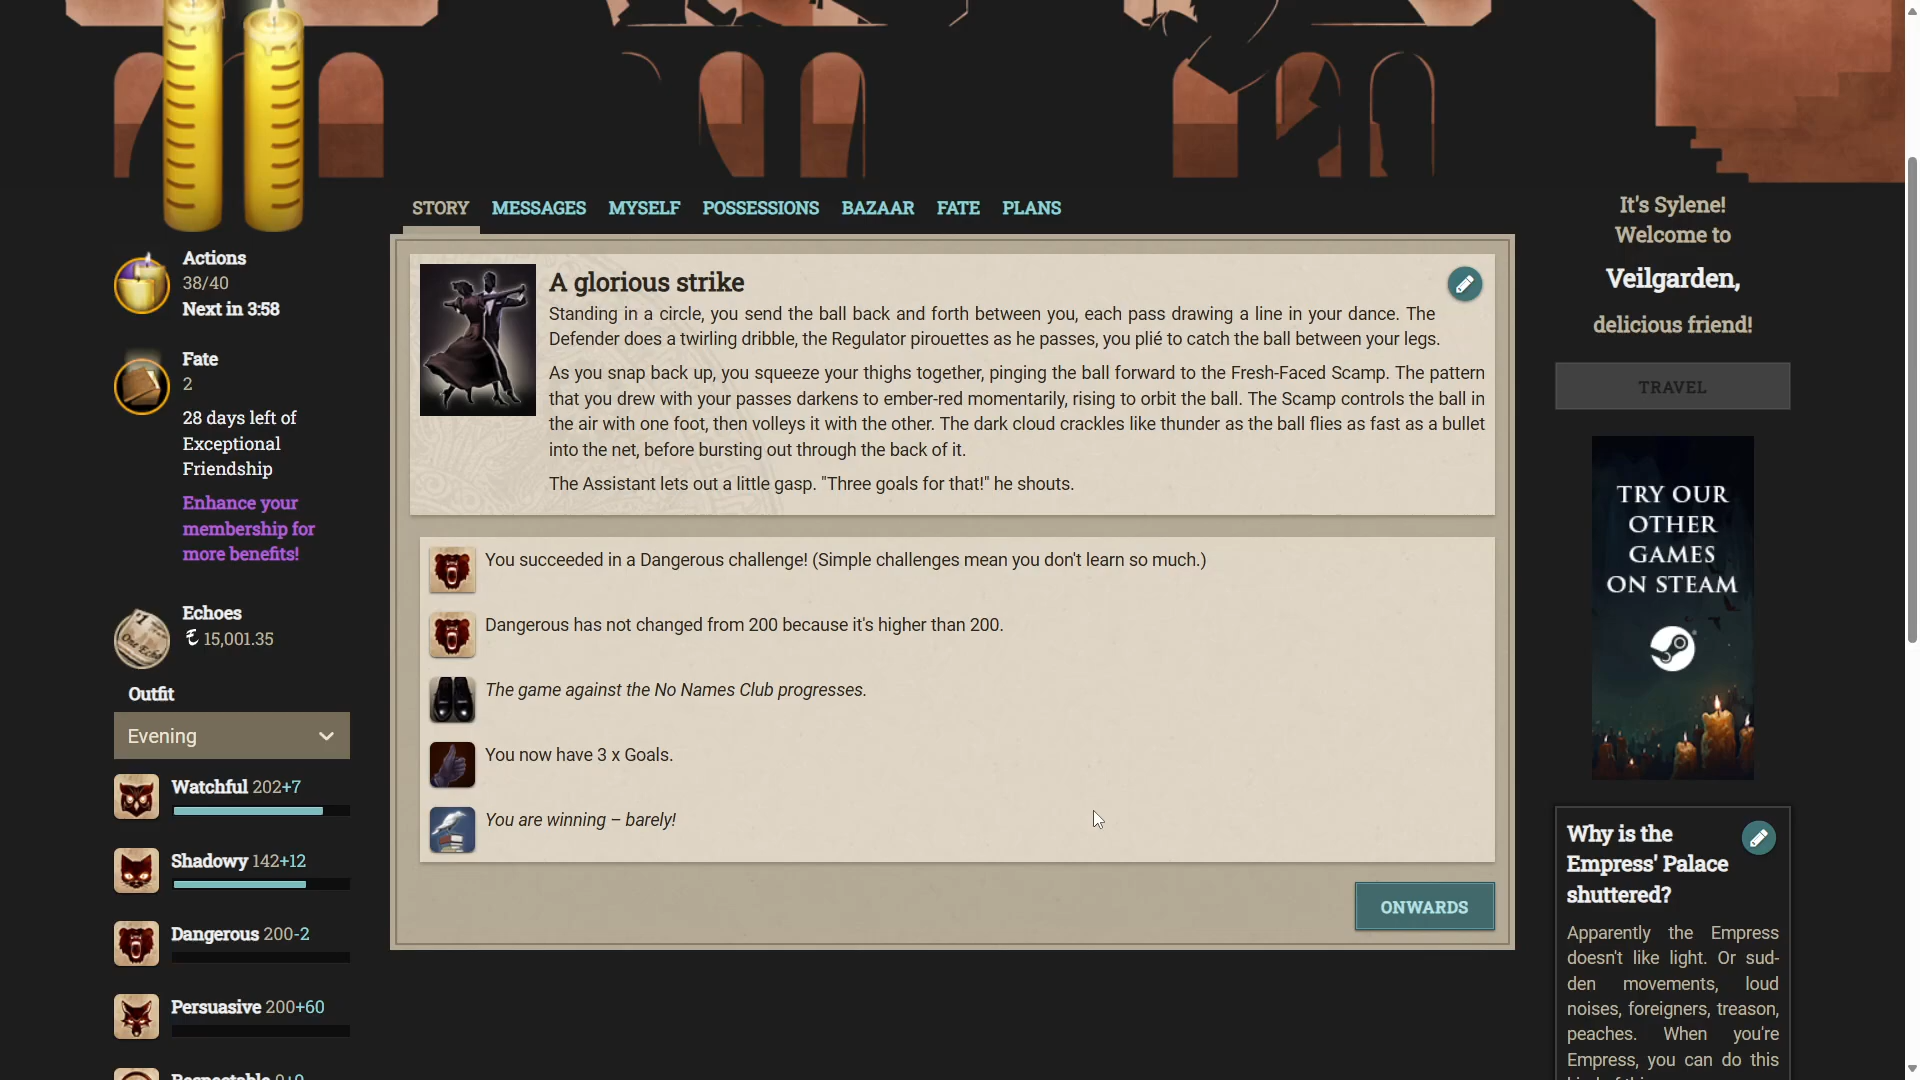 STORY MESSAGES MYSELF POSSESSIONS BAZAAR FATE PLANS
Actions
38/40
Next in 3:58
Fate
2
28 days left of
Exceptional
Friendship
Enhance your
membership for
more benefits!
Echoes
15,001.35
Outfit
Evening
Watchful 202+7
Shadowy 142+12
Dangerous 200-2
Persuasive 200+60
A glorious strike
Standing in a circle, you send the ball back and forth between you, each pass drawing a line in your dance. The
Defender does a twirling dribble, the Regulator pirouettes as he passes, you plié to catch the ball between your legs.
As you snap back up, you squeeze your thighs together, pinging the ball forward to the Fresh-Faced Scamp. The pattern
that you drew with your passes darkens to ember-red momentarily, rising to orbit the ball. The Scamp controls the ball in
the air with one foot, then volleys it with the other. The dark cloud crackles like thunder as the ball flies as fast as a bullet
into the net, before bursting out through the back of it.
The Assistant lets out a little gasp. "Three goals for that!" he shouts.
You succeeded in a Dangerous challenge! (Simple challenges mean you don't learn so much.)
Dangerous has not changed from 200 because it's higher than 200.
The game against the No Names Club progresses.
You now have 3 x Goals.
You are winning – barely!
ONWARDS
It's Sylene!
Welcome to
Veilgarden,
delicious friend!
TRAVEL
TRY OUR
OTHER
GAMES
ON STEAM
Why is the
Empress' Palace
shuttered?
Apparently the Empress
doesn't like light. Or sud-
den movements, loud
noises, foreigners, treason,
peaches. When you're
Empress, you can do this